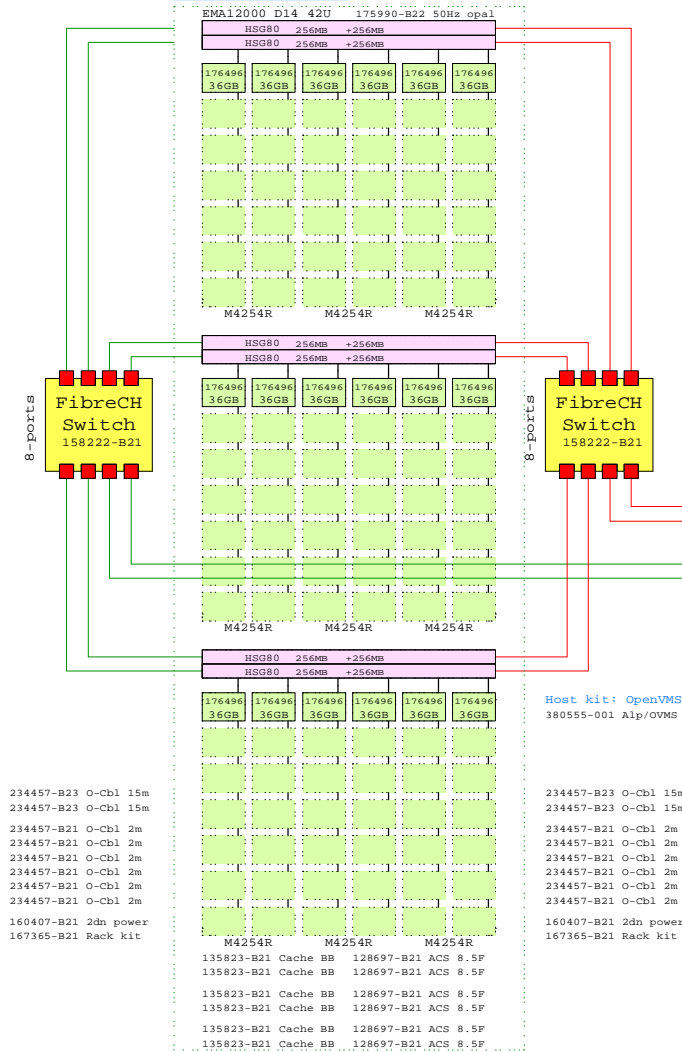 EMA12000 D14 42U 175990-B22 50Hz opal
HSG80 256MB +256MB
HSG80 256MB +256MB
176496 176496 176496 176496 176496 176496
36GB 36GB 36GB 36GB 36GB 36GB
M4254R M4254R M4254R
HSG80 256MB +256MB
HSG80 256MB +256MB
8-ports
FibreCH
Switch
158222-B21
176496 176496 176496 176496 176496 176496
36GB 36GB 36GB 36GB 36GB 36GB
8-ports
FibreCH
Switch
158222-B21
M4254R M4254R M4254R
HSG80 256MB +256MB
HSG80 256MB +256MB
176496 176496 176496 176496 176496 176496
36GB 36GB 36GB 36GB 36GB 36GB
Host kit: OpenVMS
380555-001 Alp/OVMS
234457-B23 O-Cbl 15m
234457-B23 O-Cbl 15m
234457-B21 O-Cbl 2m
234457-B21 O-Cbl 2m
234457-B21 O-Cbl 2m
234457-B21 O-Cbl 2m
234457-B21 O-Cbl 2m
234457-B21 O-Cbl 2m
160407-B21 2dn power
167365-B21 Rack kit
234457-B23 O-Cbl 15m
234457-B23 O-Cbl 15m
234457-B21 O-Cbl 2m
234457-B21 O-Cbl 2m
234457-B21 O-Cbl 2m
234457-B21 O-Cbl 2m
234457-B21 O-Cbl 2m
234457-B21 O-Cbl 2m
160407-B21 2dn power
167365-B21 Rack kit
M4254R M4254R M4254R
135823-B21 Cache BB 128697-B21 ACS 8.5F
135823-B21 Cache BB 128697-B21 ACS 8.5F
135823-B21 Cache BB 128697-B21 ACS 8.5F
135823-B21 Cache BB 128697-B21 ACS 8.5F
135823-B21 Cache BB 128697-B21 ACS 8.5F
135823-B21 Cache BB 128697-B21 ACS 8.5F